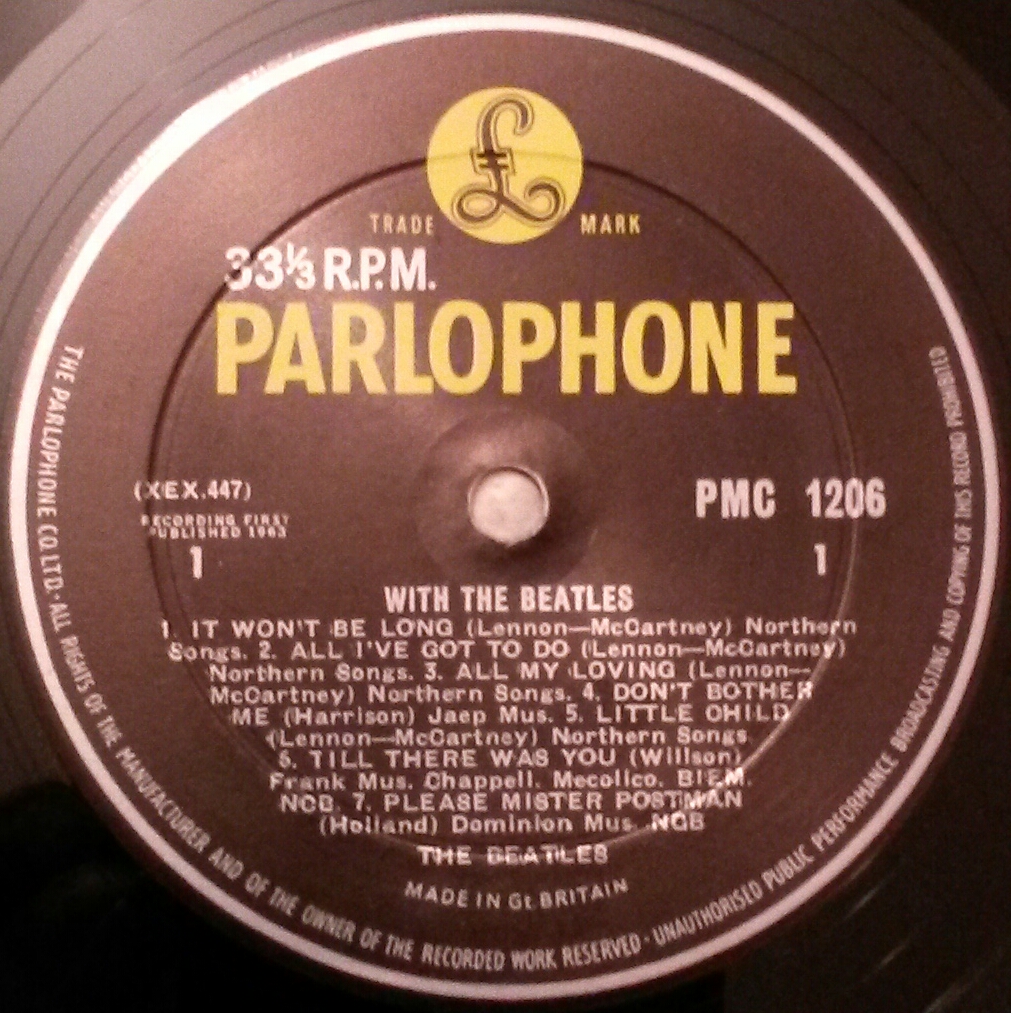 £
TRADE MARK
33⅓ R.P.M.
PARLOPHONE
(XEX.447)
PMC 1206
RECORDING FIRST
PUBLISHED 1963
1
1
WITH THE BEATLES
1. IT WON'T BE LONG (Lennon—McCartney) Northern
Songs. 2. ALL I'VE GOT TO DO (Lennon—McCartney)
Northern Songs. 3. ALL MY LOVING (Lennon—
McCartney) Northern Songs. 4. DON'T BOTHER
ME (Harrison) Jaep Mus. 5. LITTLE CHILD
(Lennon—McCartney) Northern Songs
6. TILL THERE WAS YOU (Willson)
Frank Mus. Chappell. Mecolico. BIEM.
NCB. 7. PLEASE MISTER POSTMAN
(Holland) Dominion Mus. NCB
THE BEATLES
MADE IN Gt. BRITAIN
THE PARLOPHONE CO. LTD · ALL RIGHTS OF THE MANUFACTURER AND OF THE OWNER OF THE RECORDED WORK RESERVED · UNAUTHORISED PUBLIC PERFORMANCE BROADCASTING AND COPYING OF THIS RECORD PROHIBITED